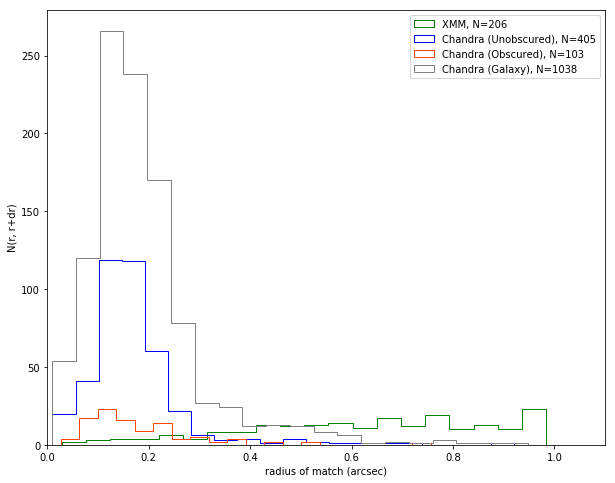 XMM, N=206
Chandra (Unobscured), N=405
Chandra (Obscured), N=103
Chandra (Galaxy), N=1038
250
200
150
100
50
0
N(r, r+dr)
0.0 0.2 0.4 0.6 0.8 1.0
radius of match (arcsec)